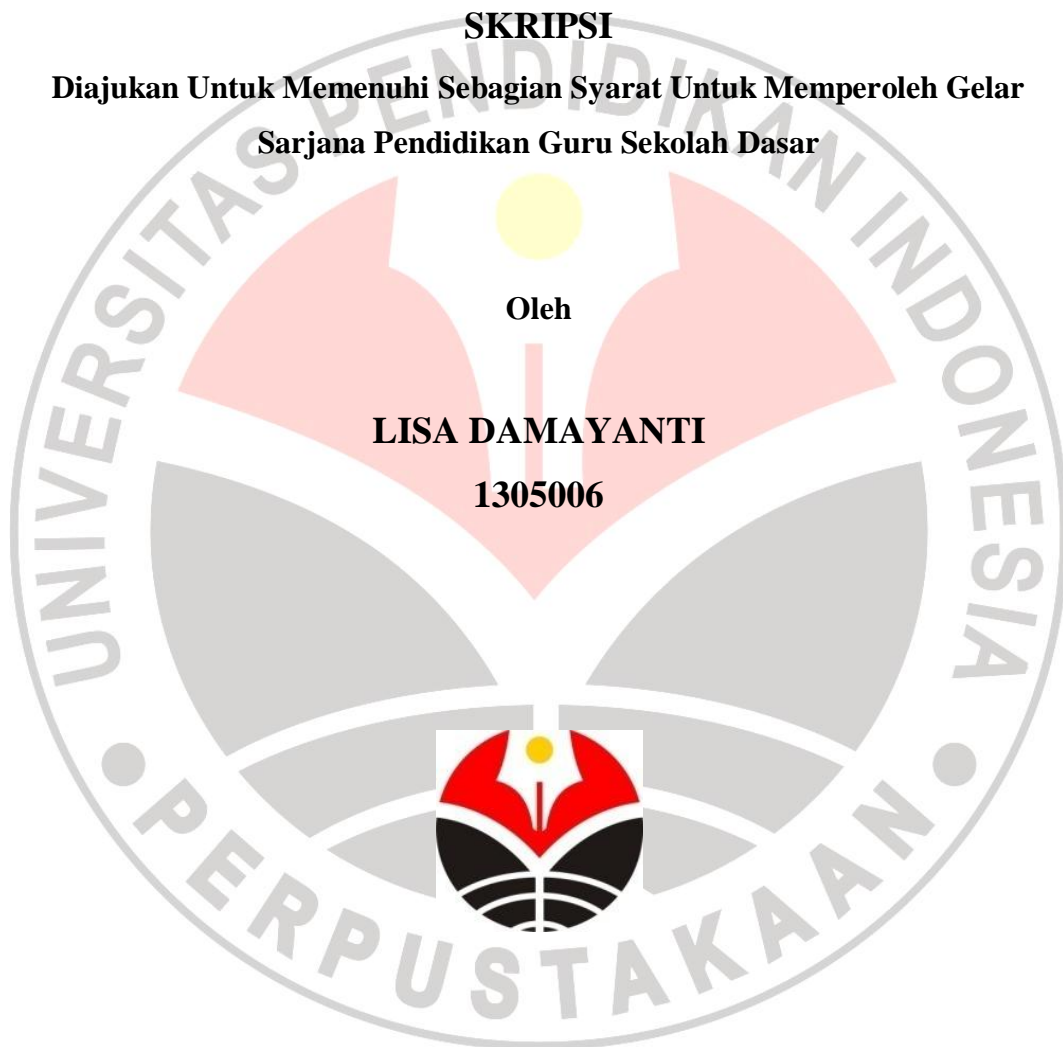 SKRIPSI
Diajukan Untuk Memenuhi Sebagian Syarat Untuk Memperoleh Gelar
Sarjana Pendidikan Guru Sekolah Dasar
Oleh
LISA DAMAYANTI
1305006
UNIVERSITAS PENDIDIKAN INDONESIA
PERPUSTAKAAN